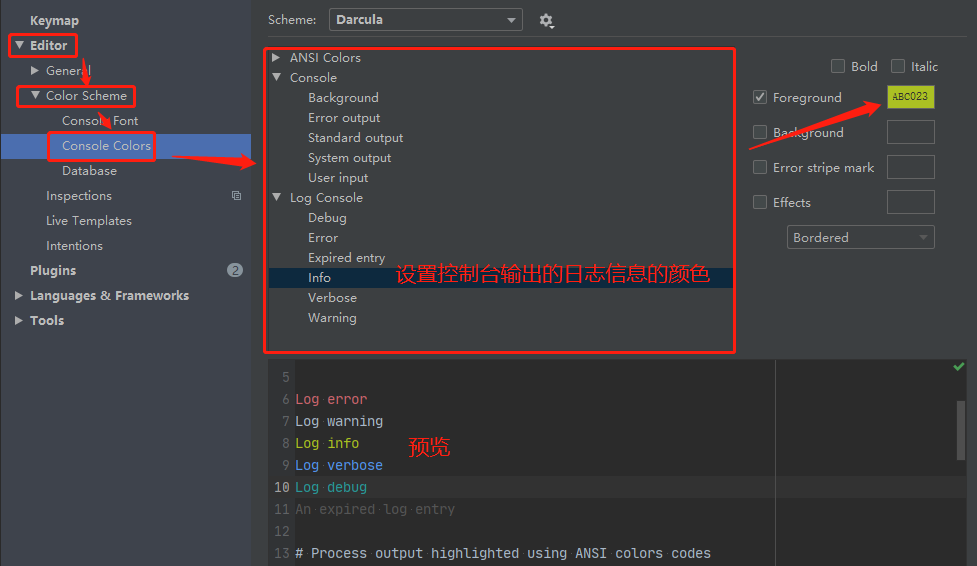 Keymap
Editor
General
Color Scheme
Console Font
Console Colors
Database
Inspections
Live Templates
Intentions
Plugins 2
Languages & Frameworks
Tools
Scheme: Darcula
ANSI Colors
Console
Background
Error output
Standard output
System output
User input
Log Console
Debug
Error
Expired entry
Info 设置控制台输出的日志信息的颜色
Verbose
Warning
Bold Italic
Foreground ABC023
Background
Error stripe mark
Effects
Bordered
5
6 Log error
7 Log warning
8 Log info 预览
9 Log verbose
10 Log debug
11 An expired log entry
12
13 # Process output highlighted using ANSI colors codes